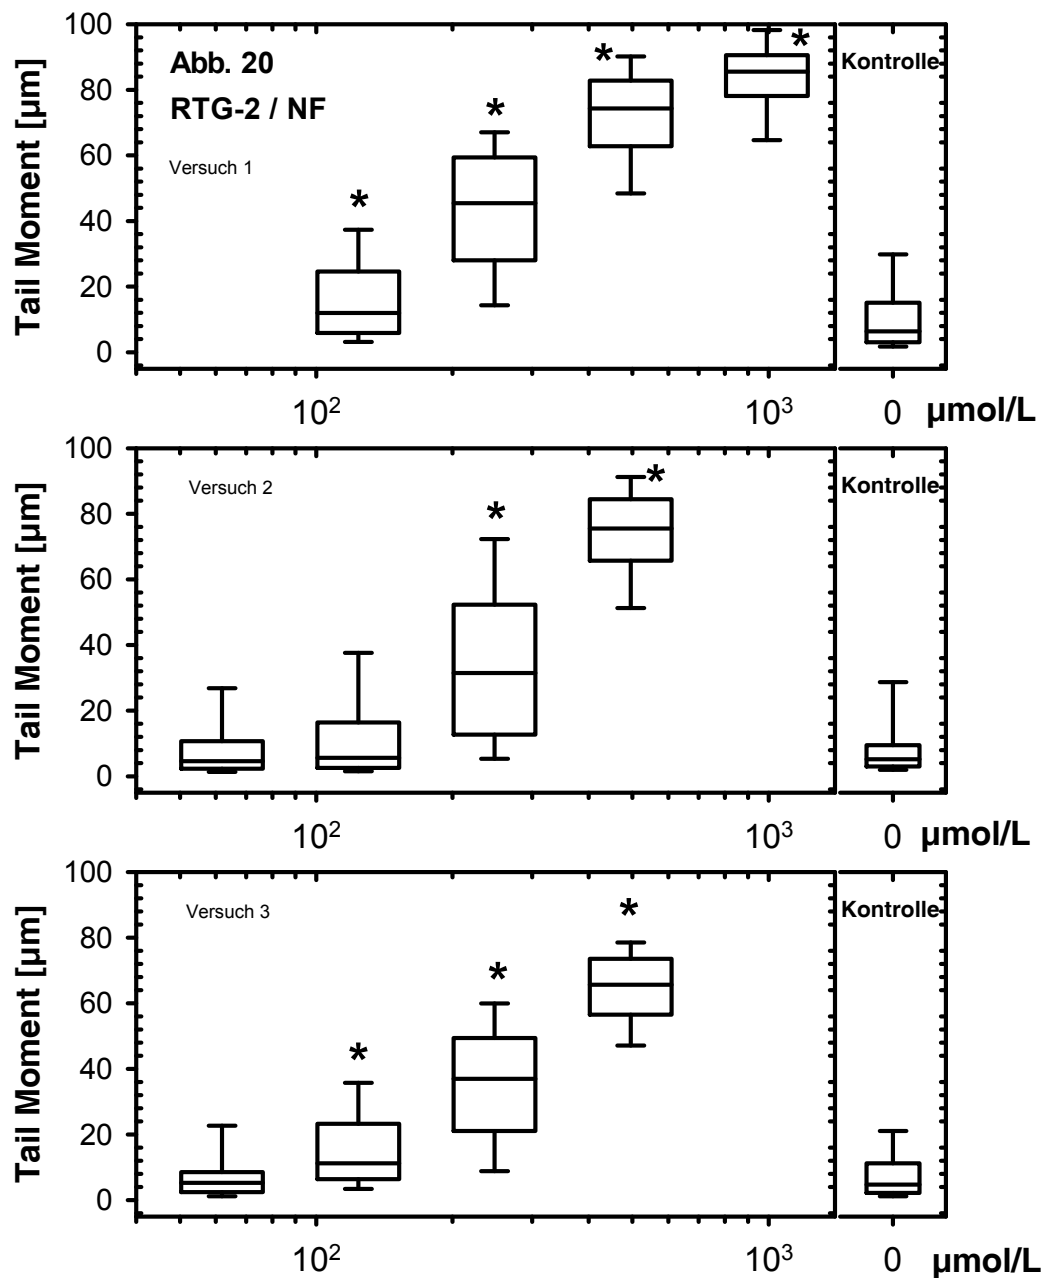 Abb. 20
RTG-2 / NF
Versuch 1
Kontrolle
Tail Moment [µm]
100
80
60
40
20
0
* * * *
10² 10³ 0 µmol/L
Versuch 2
Kontrolle
Tail Moment [µm]
100
80
60
40
20
0
* *
10² 10³ 0 µmol/L
Versuch 3
Kontrolle
Tail Moment [µm]
100
80
60
40
20
0
* * *
10² 10³ 0 µmol/L